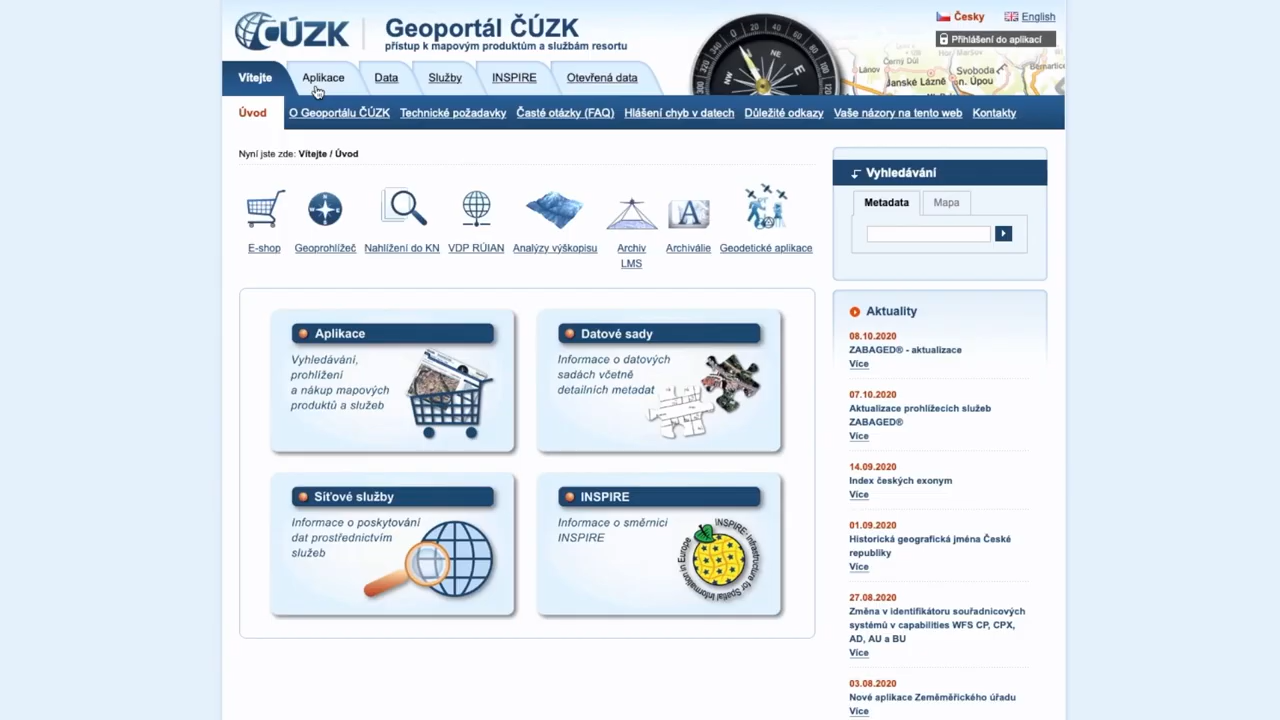 ČÚZK
Geoportál ČÚZK
přístup k mapovým produktům a službám resortu
Česky
English
Přihlášení do aplikací
Vítejte
Aplikace
Data
Služby
INSPIRE
Otevřená data
Úvod
O Geoportálu ČÚZK
Technické požadavky
Časté otázky (FAQ)
Hlášení chyb v datech
Důležité odkazy
Vaše názory na tento web
Kontakty
Nyní jste zde: Vítejte / Úvod
E-shop
Geoprohlížeč
Nahlížení do KN
VDP RÚIAN
Analýzy výškopisu
Archiv
LMS
Archiválie
Geodetické aplikace
Aplikace
Vyhledávání,
prohlížení
a nákup mapových
produktů a služeb
Datové sady
Informace o datových
sadách včetně
detailních metadat
Síťové služby
Informace o poskytování
dat prostřednictvím
služeb
INSPIRE
Informace o směrnici
INSPIRE
INSPIRE- Infrastructure for Spatial InfoRmation in Europe
Vyhledávání
Metadata
Mapa
Aktuality
08.10.2020
ZABAGED® - aktualizace
Více
07.10.2020
Aktualizace prohlížecích služeb
ZABAGED®
Více
14.09.2020
Index českých exonym
Více
01.09.2020
Historická geografická jména České
republiky
Více
27.08.2020
Změna v identifikátoru souřadnicových
systémů v capabilities WFS CP, CPX,
AD, AU a BU
Více
03.08.2020
Nové aplikace Zeměměřického úřadu
Více